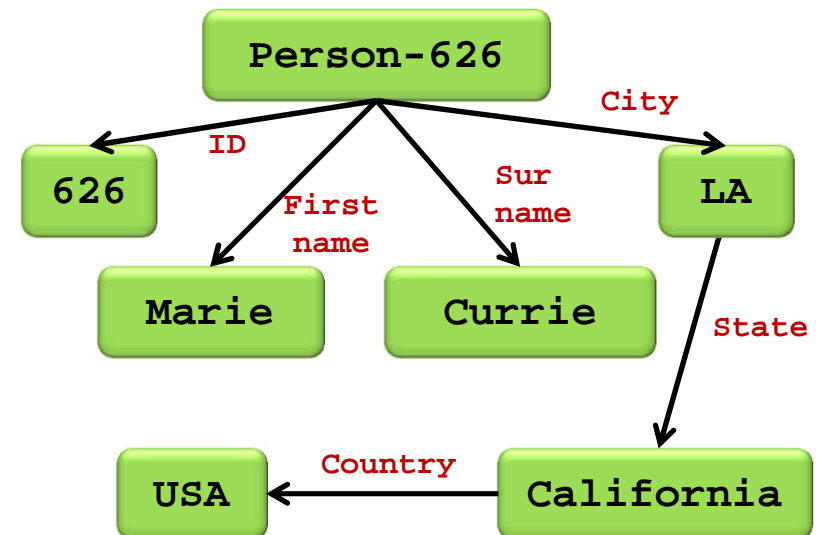 Person-626
City
ID
626
Sur
name
LA
First
name
Marie
Currie
State
Country
USA
California